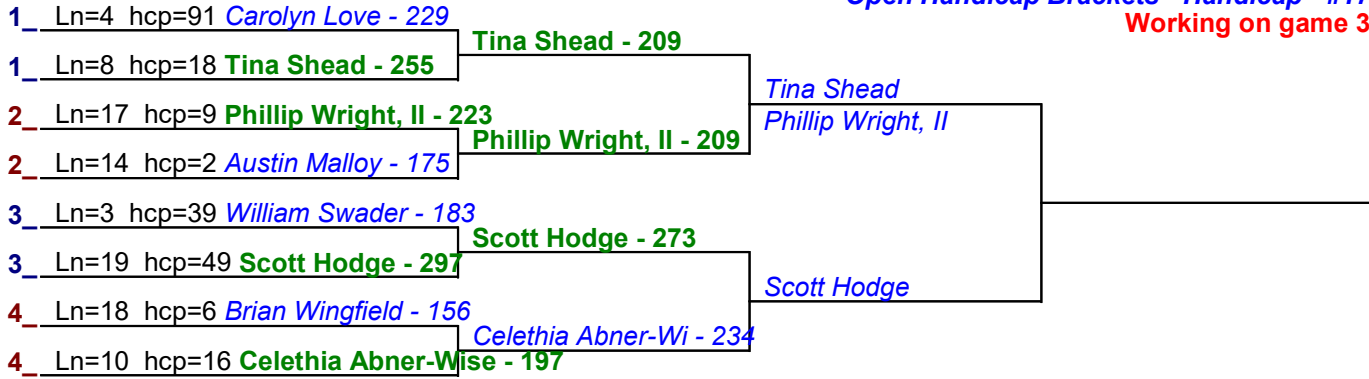 Open Handicap Brackets - Handicap - #17
Working on game 3
1_ Ln=4 hcp=91 Carolyn Love - 229
Tina Shead - 209
1_ Ln=8 hcp=18 Tina Shead - 255
Tina Shead
2_ Ln=17 hcp=9 Phillip Wright, II - 223
Phillip Wright, II
Phillip Wright, II - 209
2_ Ln=14 hcp=2 Austin Malloy - 175
3_ Ln=3 hcp=39 William Swader - 183
Scott Hodge - 273
3_ Ln=19 hcp=49 Scott Hodge - 297
Scott Hodge
4_ Ln=18 hcp=6 Brian Wingfield - 156
Celethia Abner-Wi - 234
4_ Ln=10 hcp=16 Celethia Abner-Wise - 197